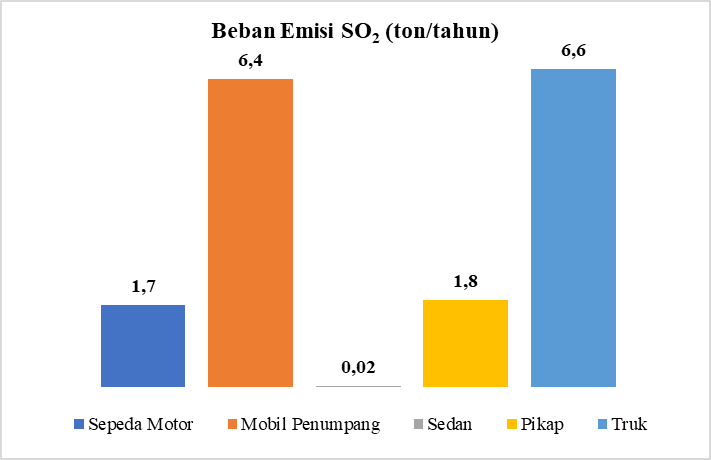 Beban Emisi SO₂ (ton/tahun)
1,7
6,4
0,02
1,8
6,6
Sepeda Motor Mobil Penumpang Sedan Pikap Truk